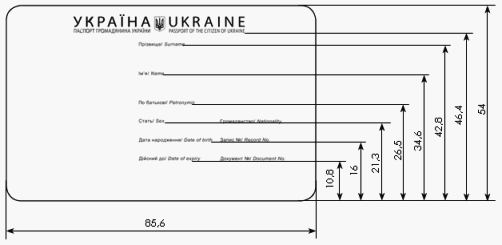 УКРАЇНА UKRAINE
ПАСПОРТ ГРОМАДЯНИНА УКРАЇНИ PASSPORT OF THE CITIZEN OF UKRAINE
Прізвище/ Surname
Ім'я/ Name
По батькові/ Patronymic
Стать/ Sex Громадянство/ Nationality
Дата народження/ Date of birth Запис №/ Record No.
Дійсний до/ Date of expiry Документ №/ Document No.
10,8
16
21,3
26,5
34,6
42,8
46,4
54
85,6